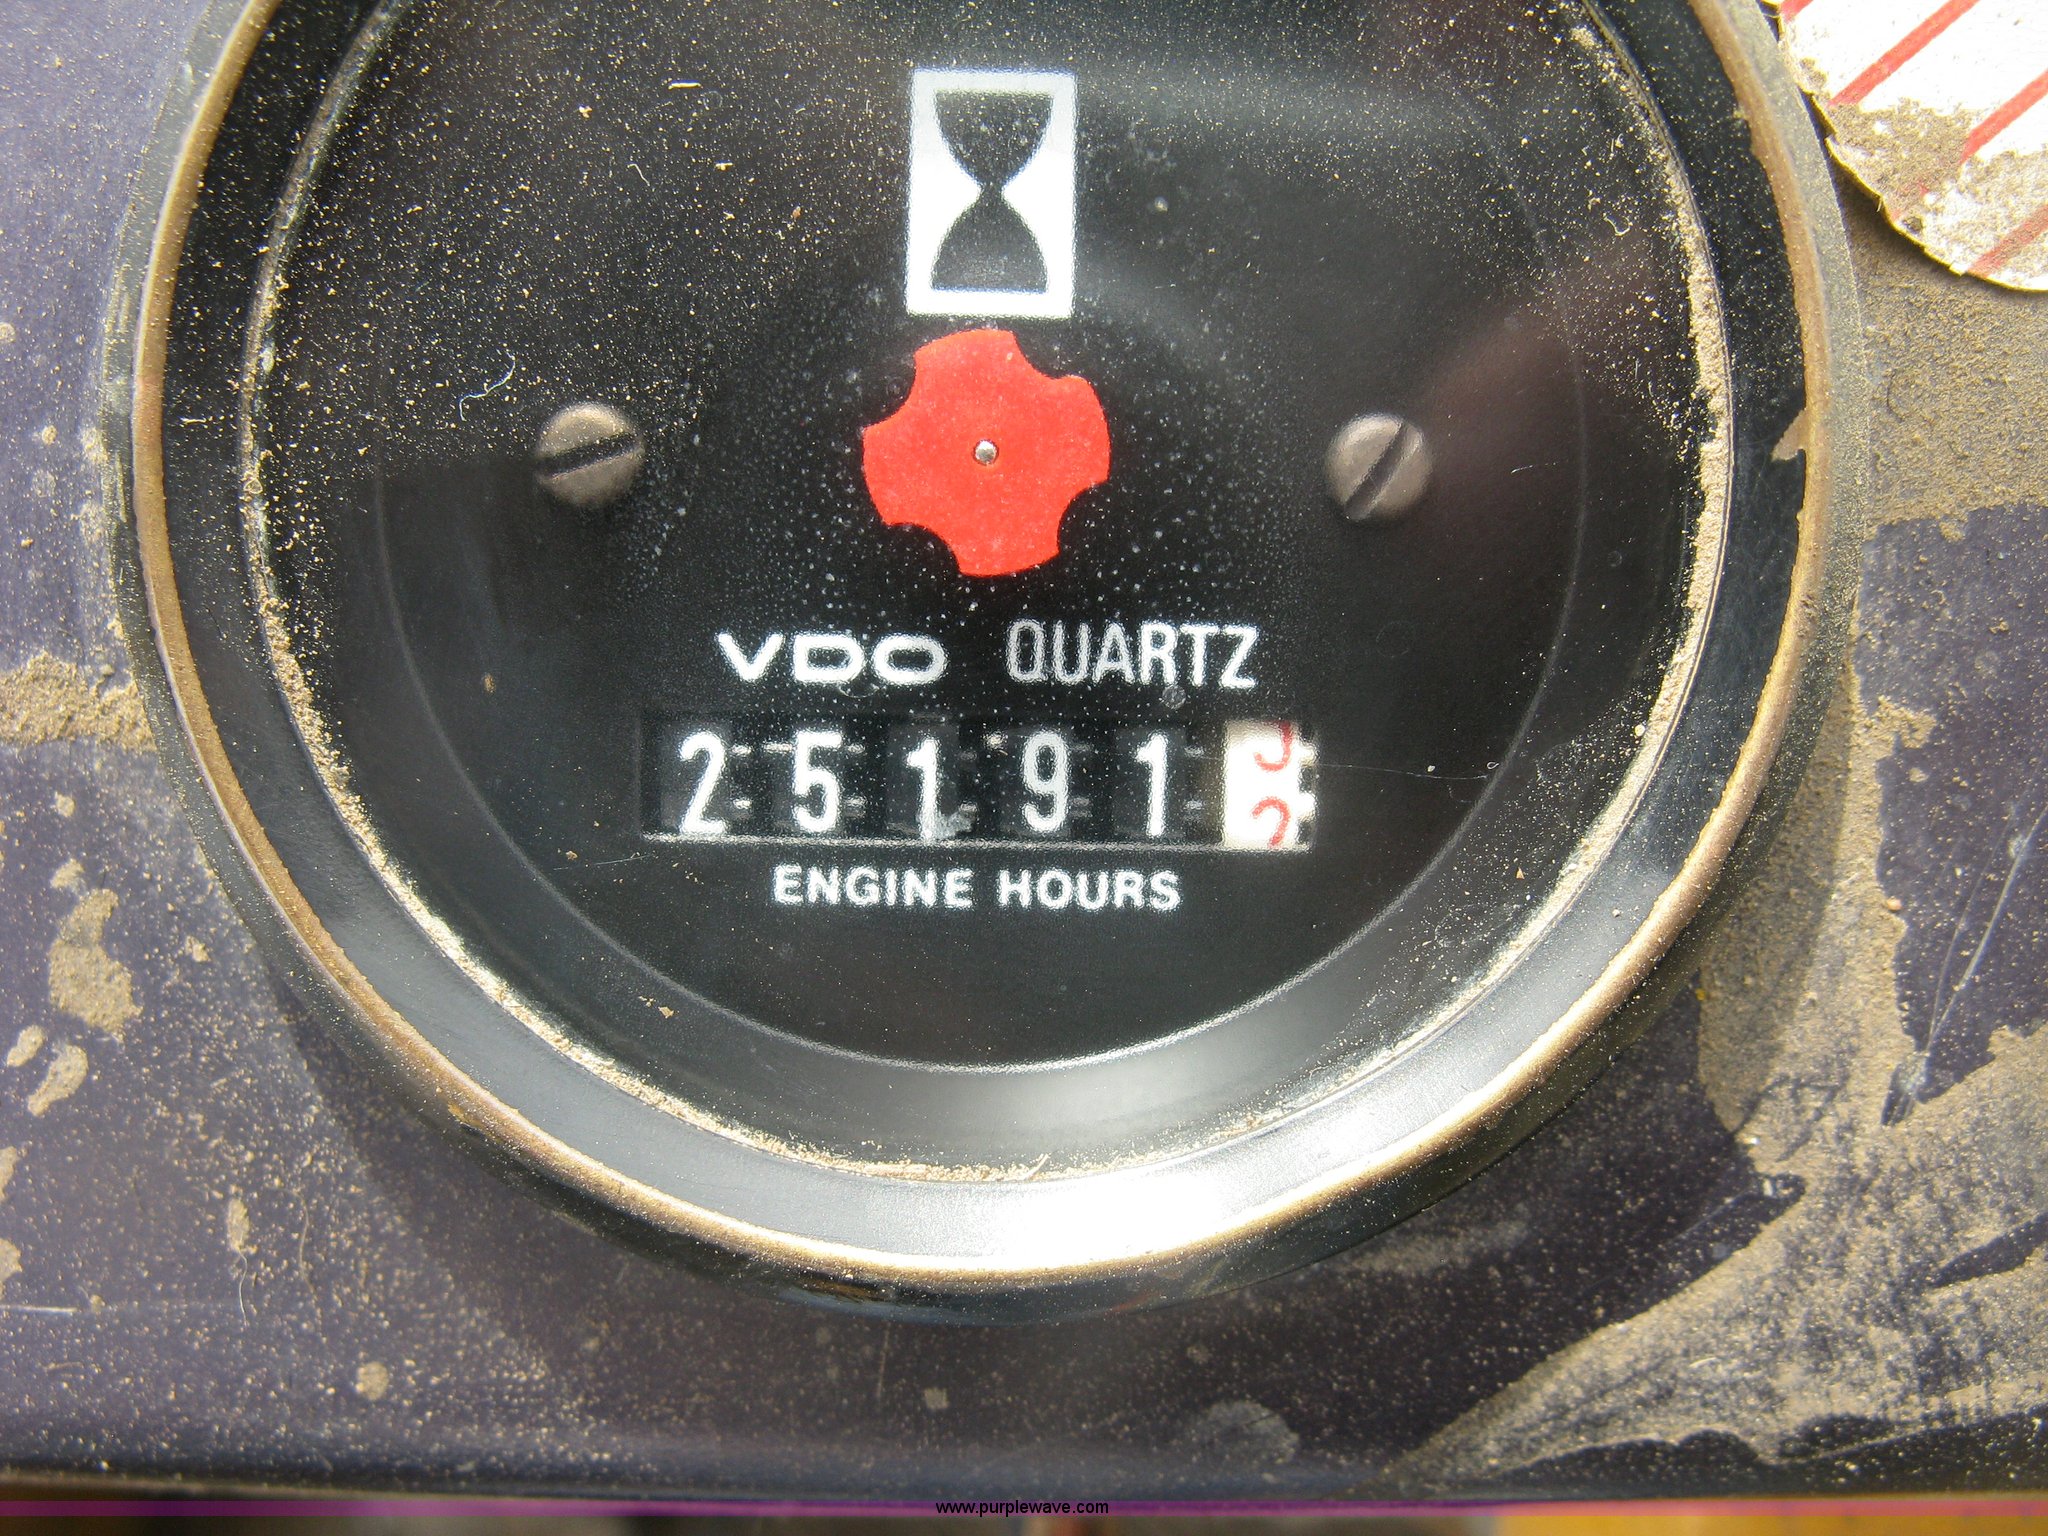 VDO QUARTZ
25191
ENGINE HOURS
www.purplewave.com